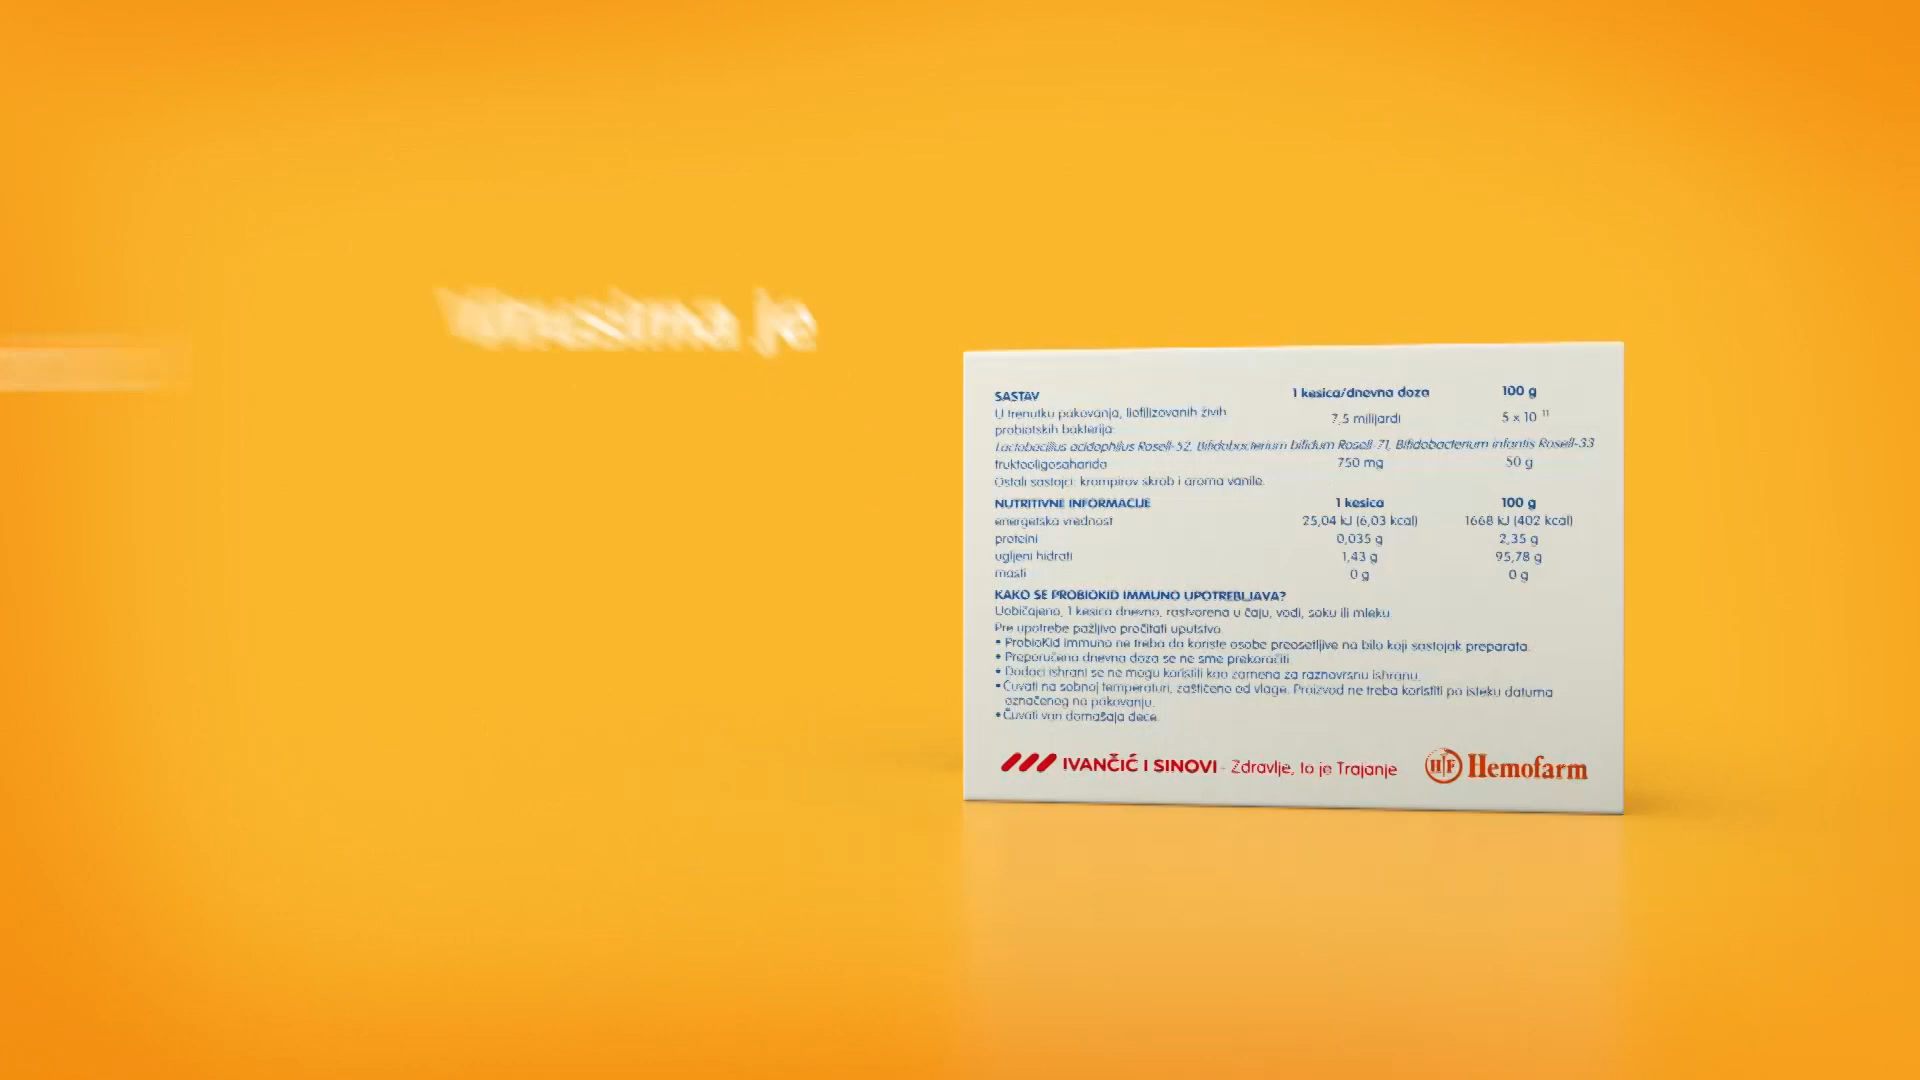 SASTAV 1 kesica/dnevna doza 100 g
U trenutku pakovanja, liofilizovanih živih 7,5 milijardi 5 x 10 11
probiotskih bakterija:
Lactobacillus acidophilus Rosell-52, Bifidobacterium bifidum Rosell-71, Bifidobacterium infantis Rosell-33
fruktooligosaharida 750 mg 50 g
Ostali sastojci: krompirov skrob i aroma vanile.
NUTRITIVNE INFORMACIJE 1 kesica 100 g
energetska vrednost 25,04 kJ (6,03 kcal) 1668 kJ (402 kcal)
proteini 0,035 g 2,35 g
ugljeni hidrati 1,43 g 95,78 g
masti 0 g 0 g
KAKO SE PROBIOKID IMMUNO UPOTREBLJAVA?
Uobičajeno, 1 kesica dnevno, rastvorena u čaju, vodi, soku ili mleku.
Pre upotrebe pažljivo pročitati uputstvo.
• ProbioKid immuno ne treba da koriste osobe preosetljive na bilo koji sastojak preparata.
• Preporučena dnevna doza se ne sme prekoračiti.
• Dodaci ishrani se ne mogu koristiti kao zamena za raznovrsnu ishranu.
• Čuvati na sobnoj temperaturi, zaštićeno od vlage. Proizvod ne treba koristiti po isteku datuma
označenog na pakovanju.
• Čuvati van domašaja dece.
IVANČIĆ I SINOVI - Zdravlje, to je Trajanje HF Hemofarm